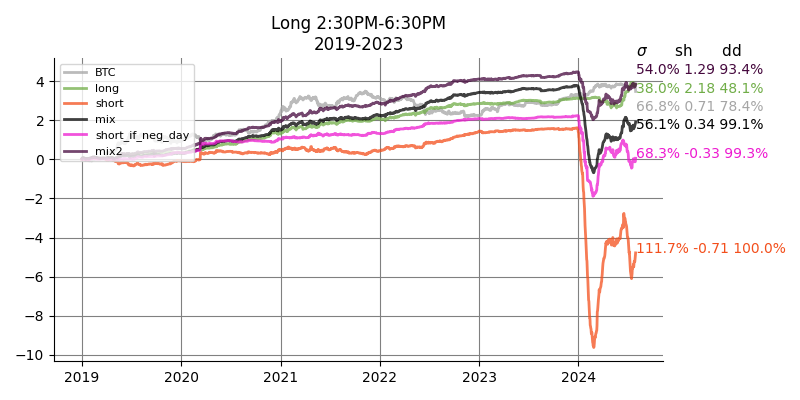 Long 2:30PM-6:30PM
2019-2023
σ sh dd
54.0% 1.29 93.4%
38.0% 2.18 48.1%
66.8% 0.71 78.4%
56.1% 0.34 99.1%
68.3% -0.33 99.3%
111.7% -0.71 100.0%
BTC
long
short
mix
short_if_neg_day
mix2
4
2
0
−2
−4
−6
−8
−10
2019 2020 2021 2022 2023 2024